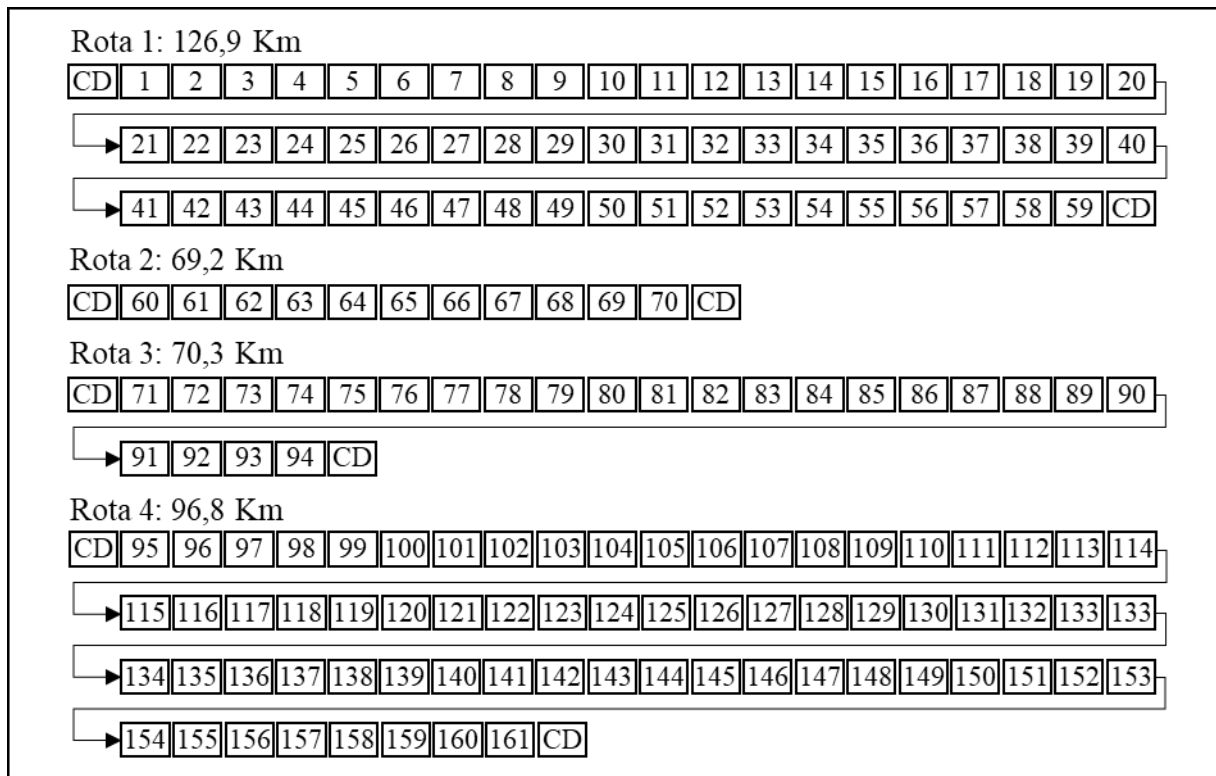 Rota 1: 126,9 Km
CD 1 2 3 4 5 6 7 8 9 10 11 12 13 14 15 16 17 18 19 20
21 22 23 24 25 26 27 28 29 30 31 32 33 34 35 36 37 38 39 40
41 42 43 44 45 46 47 48 49 50 51 52 53 54 55 56 57 58 59 CD
Rota 2: 69,2 Km
CD 60 61 62 63 64 65 66 67 68 69 70 CD
Rota 3: 70,3 Km
CD 71 72 73 74 75 76 77 78 79 80 81 82 83 84 85 86 87 88 89 90
91 92 93 94 CD
Rota 4: 96,8 Km
CD 95 96 97 98 99 100 101 102 103 104 105 106 107 108 109 110 111 112 113 114
115 116 117 118 119 120 121 122 123 124 125 126 127 128 129 130 131 132 133 133
134 135 136 137 138 139 140 141 142 143 144 145 146 147 148 149 150 151 152 153
154 155 156 157 158 159 160 161 CD